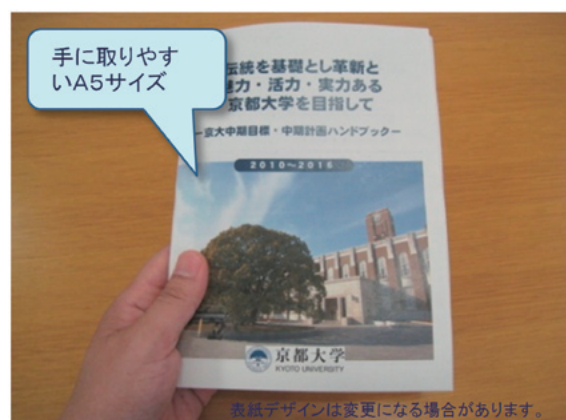 手に取りやす
いA5サイズ
伝統を基礎とし革新と
力・活力・実力ある
京都大学を目指して
ー京大中期目標・中期計画ハンドブックー
2010〜2016
京都大学
KYOTO UNIVERSITY
表紙デザインは変更になる場合があります。